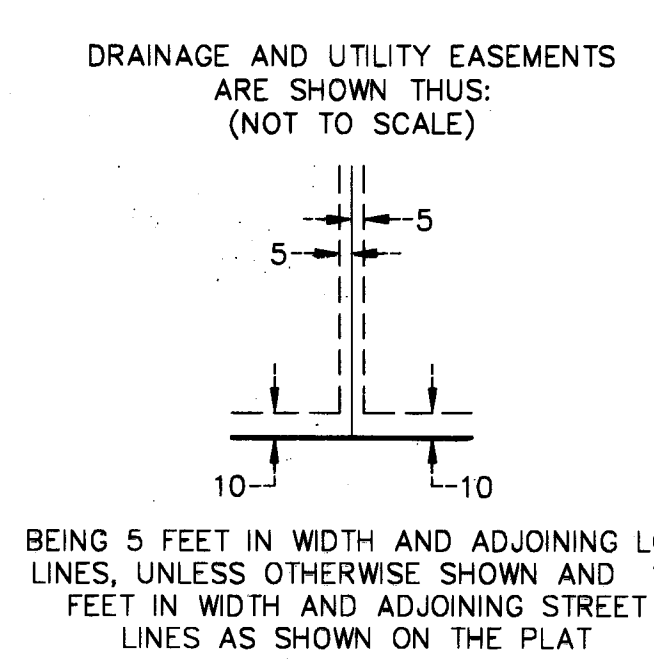 DRAINAGE AND UTILITY EASEMENTS
ARE SHOWN THUS:
(NOT TO SCALE)
5
5
10
10
BEING 5 FEET IN WIDTH AND ADJOINING
LINES, UNLESS OTHERWISE SHOWN AND
FEET IN WIDTH AND ADJOINING STREET
LINES AS SHOWN ON THE PLAT